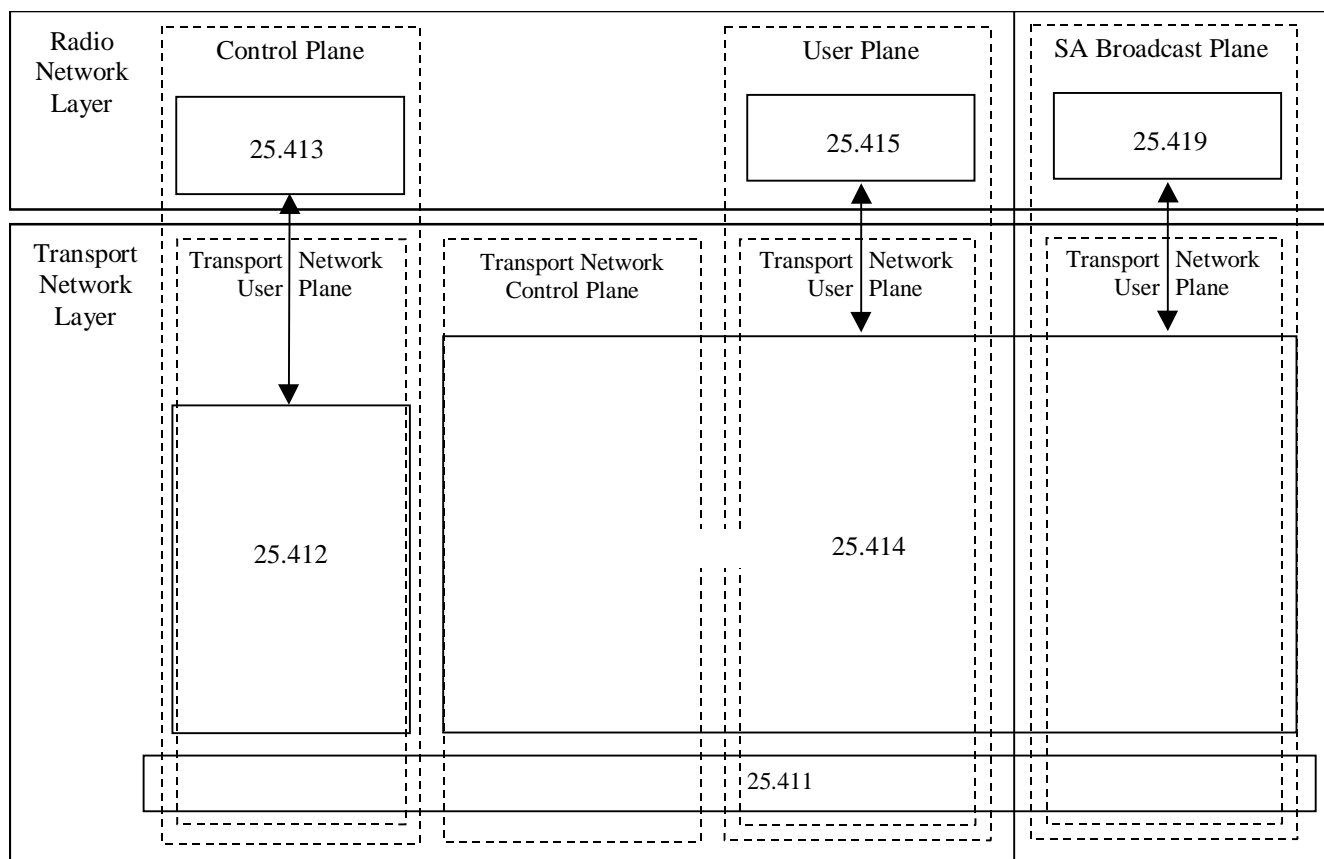 Radio
Network
Layer
Control Plane
User Plane
SA Broadcast Plane
25.413
25.415
25.419
Transport
Network
Layer
Transport Network
User Plane
Transport Network
Control Plane
Transport Network
User Plane
Transport Network
User Plane
25.412
25.414
25.411